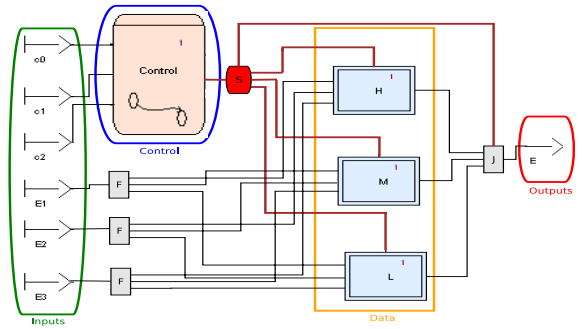 c0
c1
c2
E1
E2
E3
Inputs
I
Control
Control
S
F
F
F
I
H
I
M
I
L
Data
J
E
Outputs